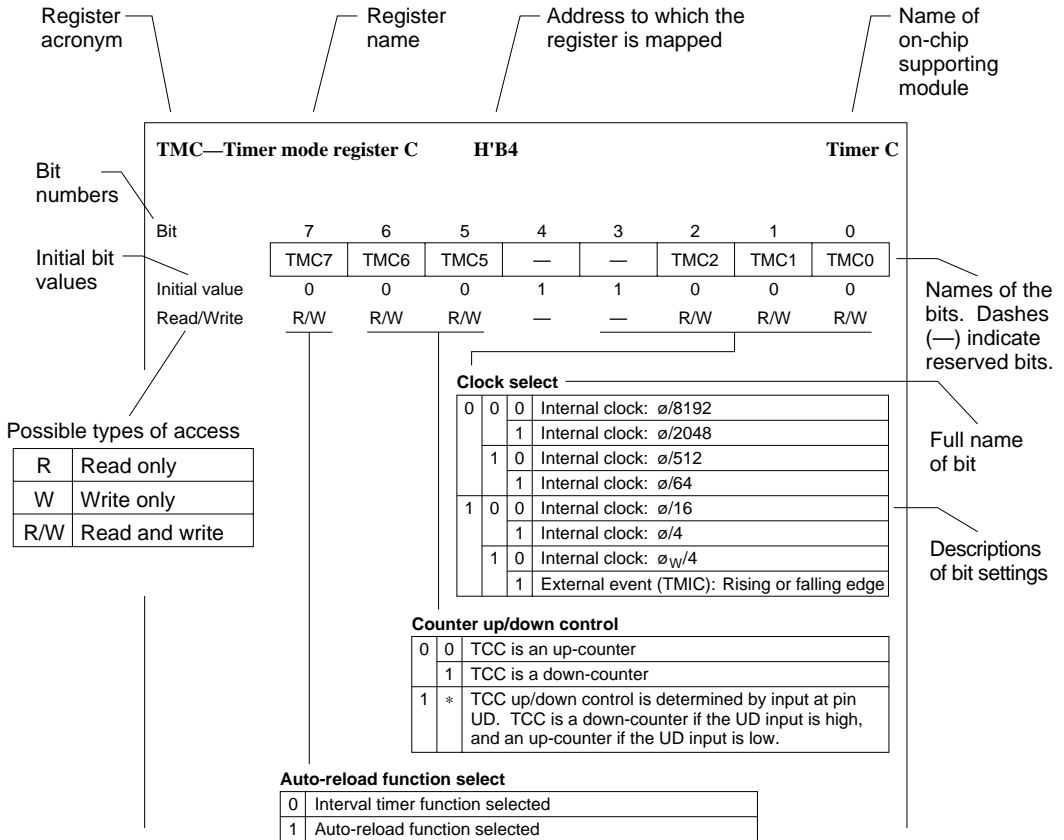 Register acronym
Register name
Address to which the register is mapped
Name of on-chip supporting module
TMC—Timer mode register C H'B4 Timer C
Bit numbers
Bit 7 6 5 4 3 2 1 0
Initial bit values
TMC7 TMC6 TMC5 — — TMC2 TMC1 TMC0
Initial value 0 0 0 1 1 0 0 0
Read/Write R/W R/W R/W — — R/W R/W R/W
Names of the bits. Dashes (—) indicate reserved bits.
Clock select
0 0 0 Internal clock: ø/8192
1 Internal clock: ø/2048
1 0 Internal clock: ø/512
1 Internal clock: ø/64
1 0 0 Internal clock: ø/16
1 Internal clock: ø/4
1 0 Internal clock: øW/4
1 External event (TMIC): Rising or falling edge
Full name of bit
Descriptions of bit settings
Possible types of access
R Read only
W Write only
R/W Read and write
Counter up/down control
0 0 TCC is an up-counter
1 TCC is a down-counter
1 * TCC up/down control is determined by input at pin
UD. TCC is a down-counter if the UD input is high,
and an up-counter if the UD input is low.
Auto-reload function select
0 Interval timer function selected
1 Auto-reload function selected